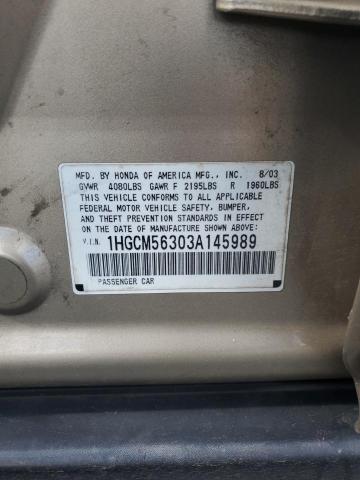 MFD. BY HONDA OF AMERICA MFG., INC. 8/03
GVWR 4080LBS GAWR F 2195LBS R 1960LBS
THIS VEHICLE CONFORMS TO ALL APPLICABLE
FEDERAL MOTOR VEHICLE SAFETY, BUMPER,
AND THEFT PREVENTION STANDARDS IN EFFECT
ON THE DATE OF MANUFACTURE SHOWN ABOVE.
V.I.N. 1HGCM56303A145989
PASSENGER CAR